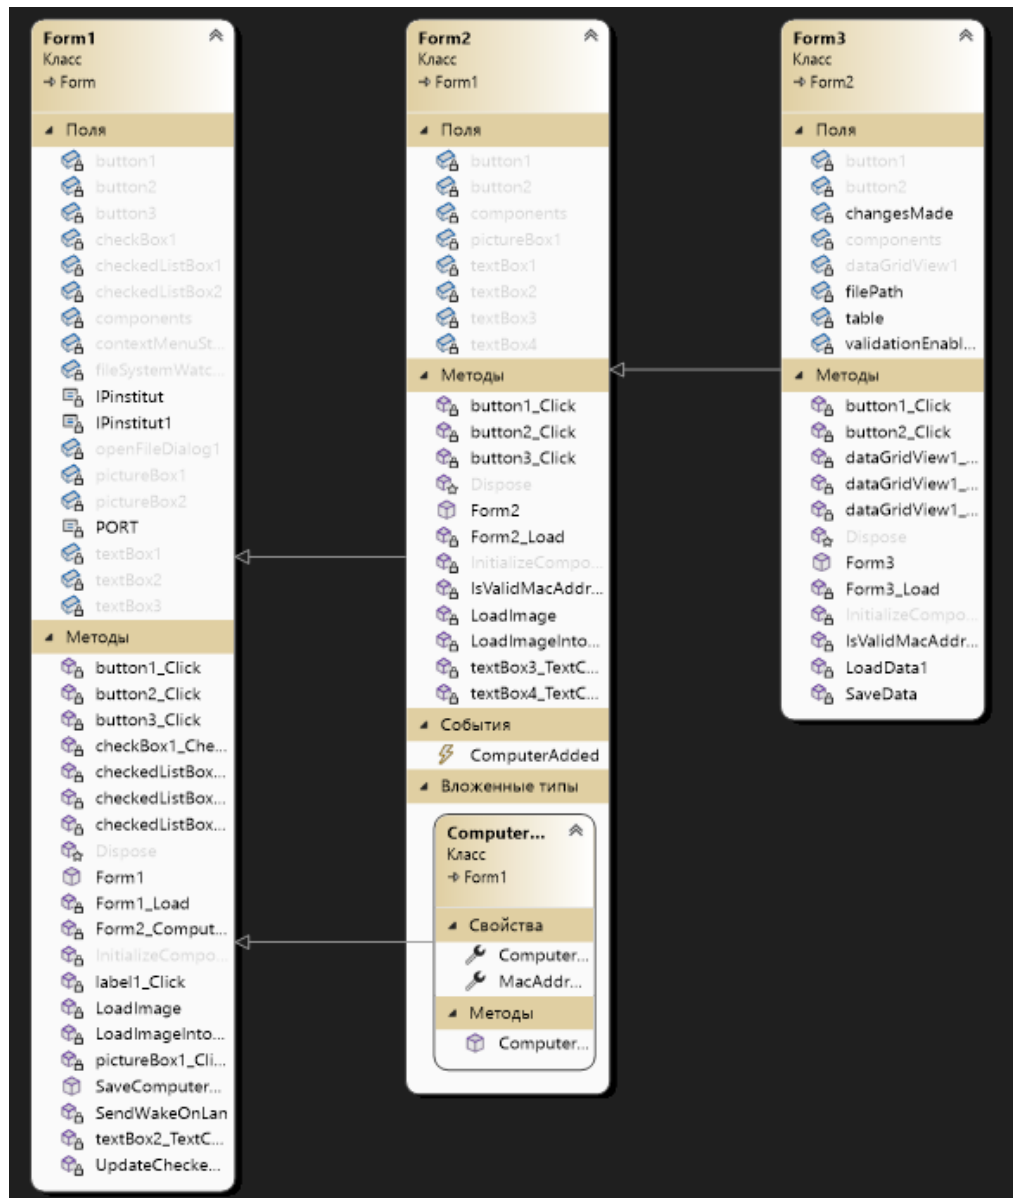 Form1
Класс
Form
Поля
button1
button2
button3
checkBox1
checkedListBox1
checkedListBox2
components
contextMenuSt...
fileSystemWatc...
IPinstitut
IPinstitut1
openFileDialog1
pictureBox1
pictureBox2
PORT
textBox1
textBox2
textBox3
Методы
button1_Click
button2_Click
button3_Click
checkBox1_Che...
checkedListBox...
checkedListBox...
checkedListBox...
Dispose
Form1
Form1_Load
Form2_Comput...
InitializeCompo...
label1_Click
LoadImage
LoadImageInto...
pictureBox1_Cli...
SaveComputer...
SendWakeOnLan
textBox2_TextC...
UpdateChecke...
Form2
Класс
Form1
Поля
button1
button2
components
pictureBox1
textBox1
textBox2
textBox3
textBox4
Методы
button1_Click
button2_Click
button3_Click
Dispose
Form2
Form2_Load
InitializeCompo...
IsValidMacAddr...
LoadImage
LoadImageInto...
textBox3_TextC...
textBox4_TextC...
События
ComputerAdded
Вложенные типы
Computer...
Класс
Form1
Свойства
Computer...
MacAddr...
Методы
Computer...
Form3
Класс
Form2
Поля
button1
button2
changesMade
components
dataGridView1
filePath
table
validationEnabl...
Методы
button1_Click
button2_Click
dataGridView1_...
dataGridView1_...
dataGridView1_...
Dispose
Form3
Form3_Load
InitializeCompo...
IsValidMacAddr...
LoadData1
SaveData